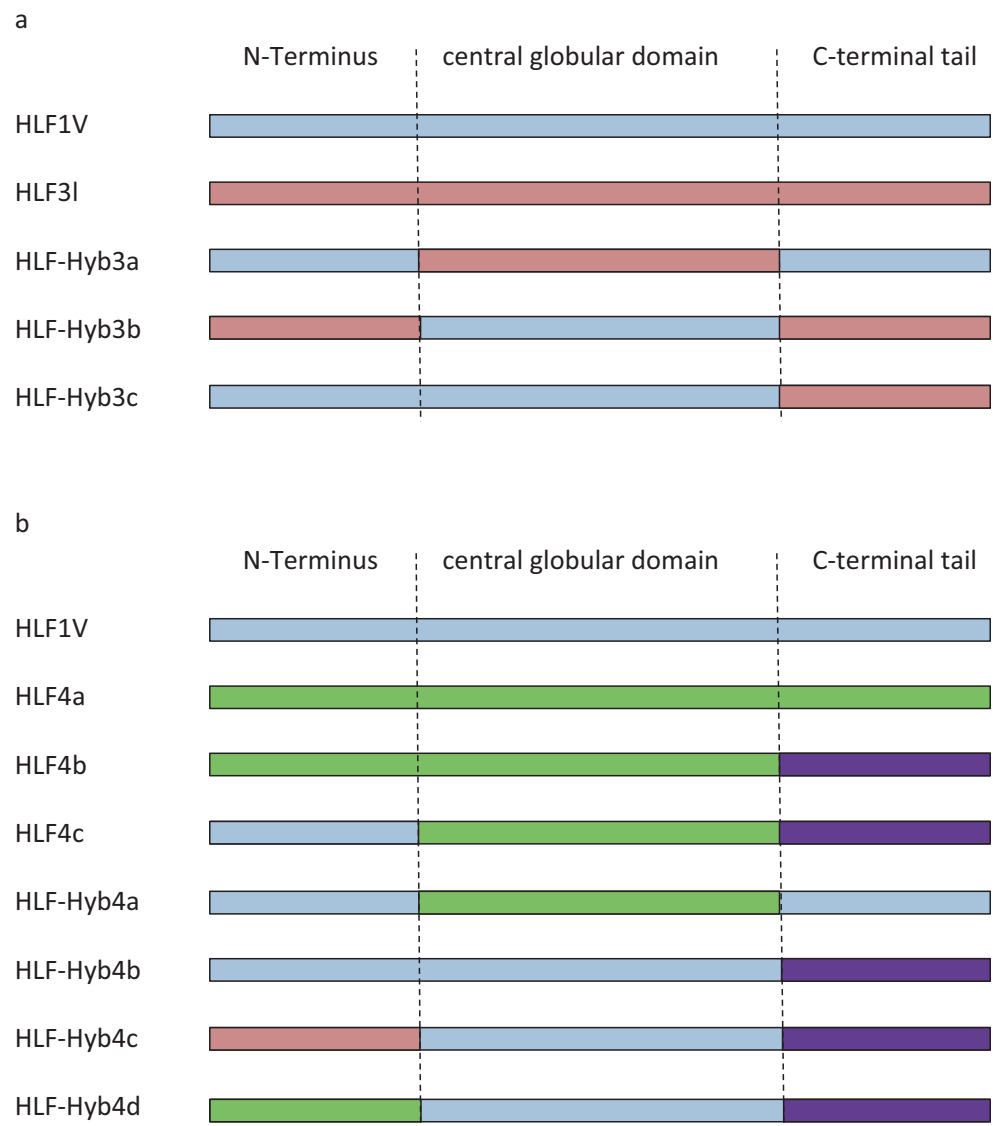 a
N-Terminus central globular domain C-terminal tail
HLF1V
HLF3l
HLF-Hyb3a
HLF-Hyb3b
HLF-Hyb3c
b
N-Terminus central globular domain C-terminal tail
HLF1V
HLF4a
HLF4b
HLF4c
HLF-Hyb4a
HLF-Hyb4b
HLF-Hyb4c
HLF-Hyb4d